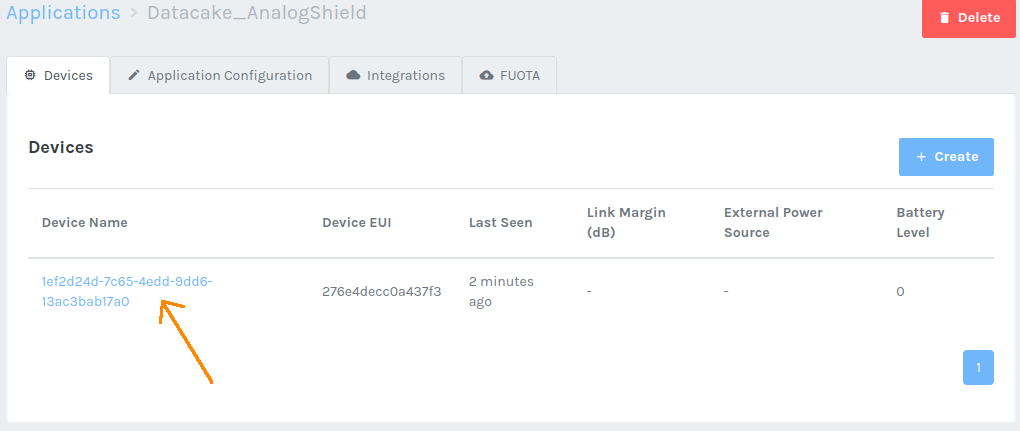 Applications > Datacake_AnalogShield
Delete
Devices
Application Configuration
Integrations
FUOTA
Devices
+ Create
Device Name
Device EUI
Last Seen
Link Margin
(dB)
External Power
Source
Battery
Level
1ef2d24d-7c65-4edd-9dd6-
13ac3bab17a0
276e4decc0a437f3
2 minutes
ago
-
-
0
1